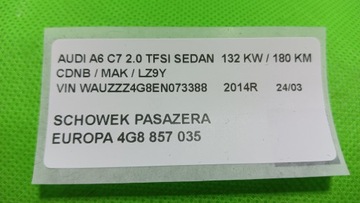 AUDI A6 C7 2.0 TFSI SEDAN 132 KW / 180 KM
CDNB / MAK / LZ9Y
VIN WAUZZZ4G8EN073388 2014R 24/03
SCHOWEK PASAZERA
EUROPA 4G8 857 035